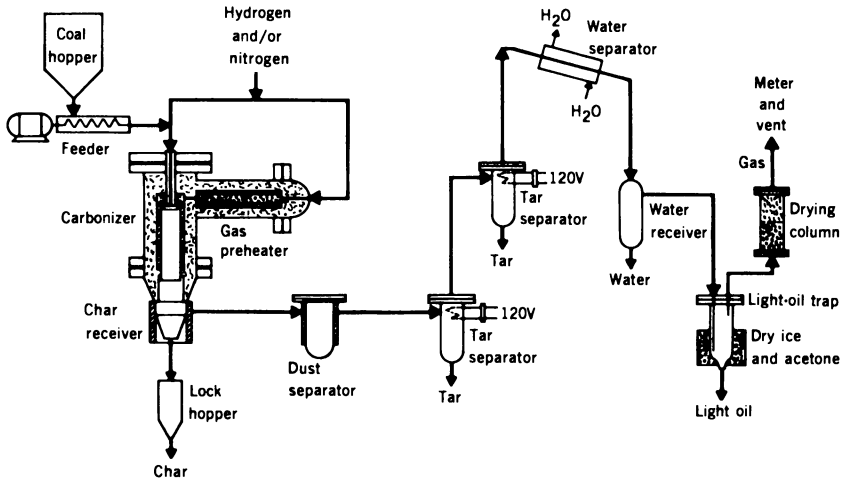 Coal
hopper
Hydrogen
and/or
nitrogen
H2O
Water
separator
H2O
Feeder
Meter
and
vent
Gas
Carbonizer
Gas
preheater
120V
Tar
separator
Tar
Water
receiver
Water
Drying
column
Char
receiver
Dust
separator
120V
Tar
separator
Tar
Light-oil trap
Dry ice
and acetone
Light oil
Lock
hopper
Char